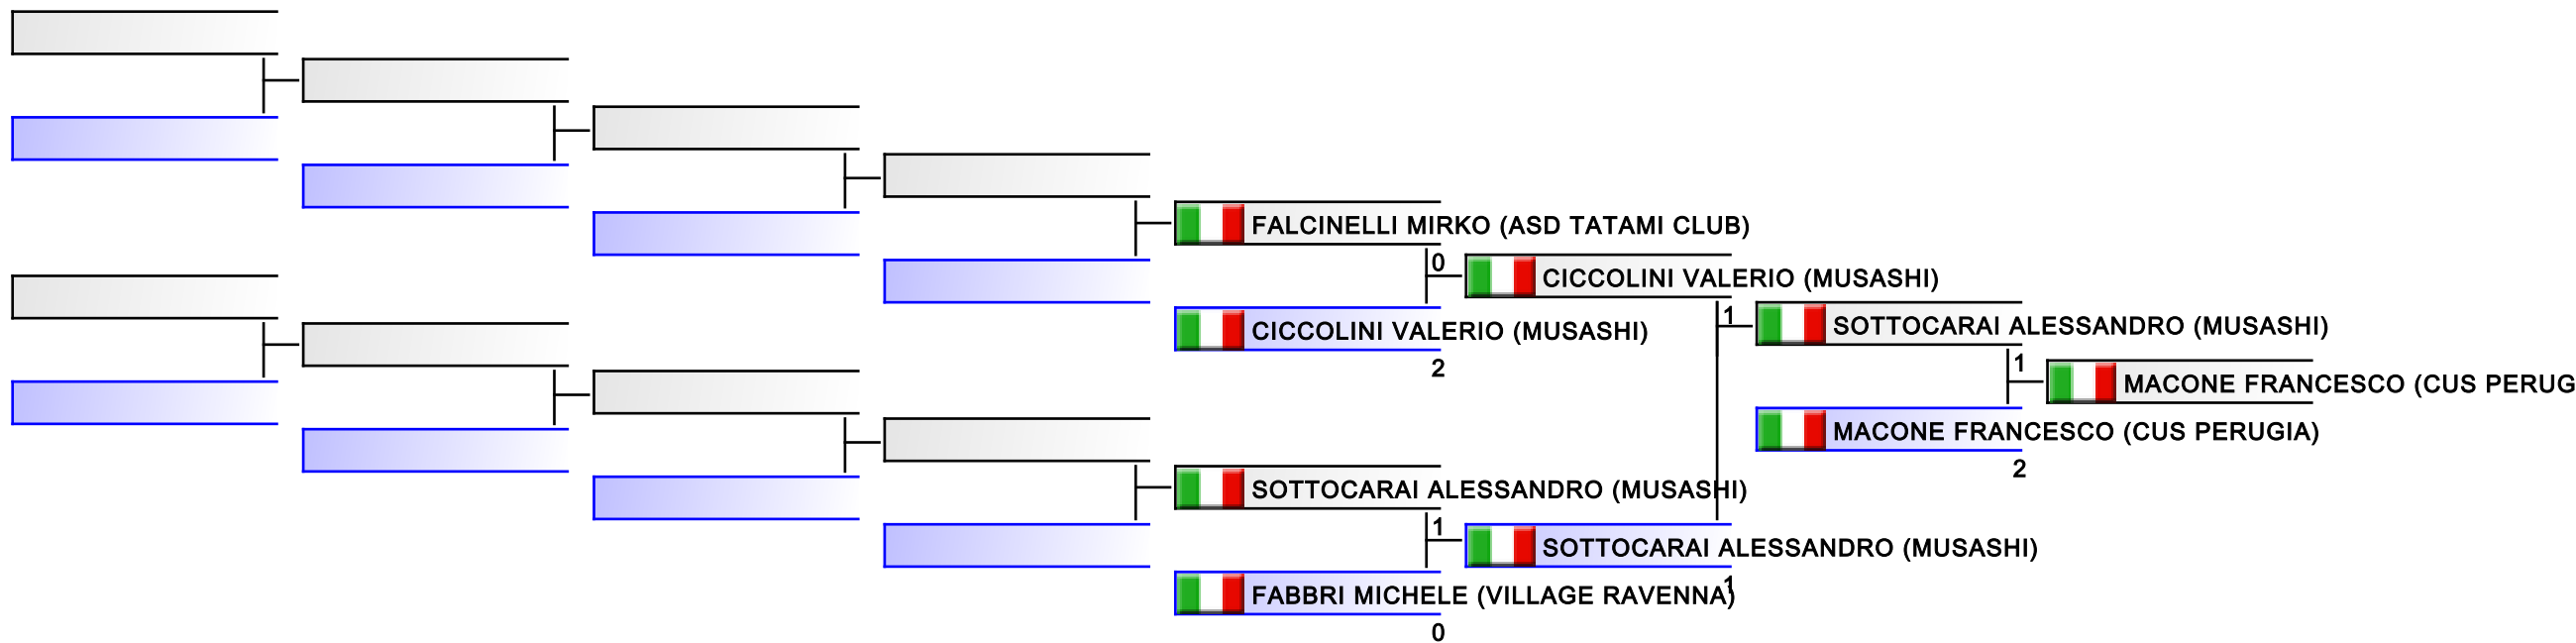 FALCINELLI MIRKO (ASD TATAMI CLUB)
0
CICCOLINI VALERIO (MUSASHI)
2
CICCOLINI VALERIO (MUSASHI)
1
SOTTOCARAI ALESSANDRO (MUSASHI)
1
FABBRI MICHELE (VILLAGE RAVENNA)
0
SOTTOCARAI ALESSANDRO (MUSASHI)
1
SOTTOCARAI ALESSANDRO (MUSASHI)
1
MACONE FRANCESCO (CUS PERUGIA)
2
MACONE FRANCESCO (CUS PERUG